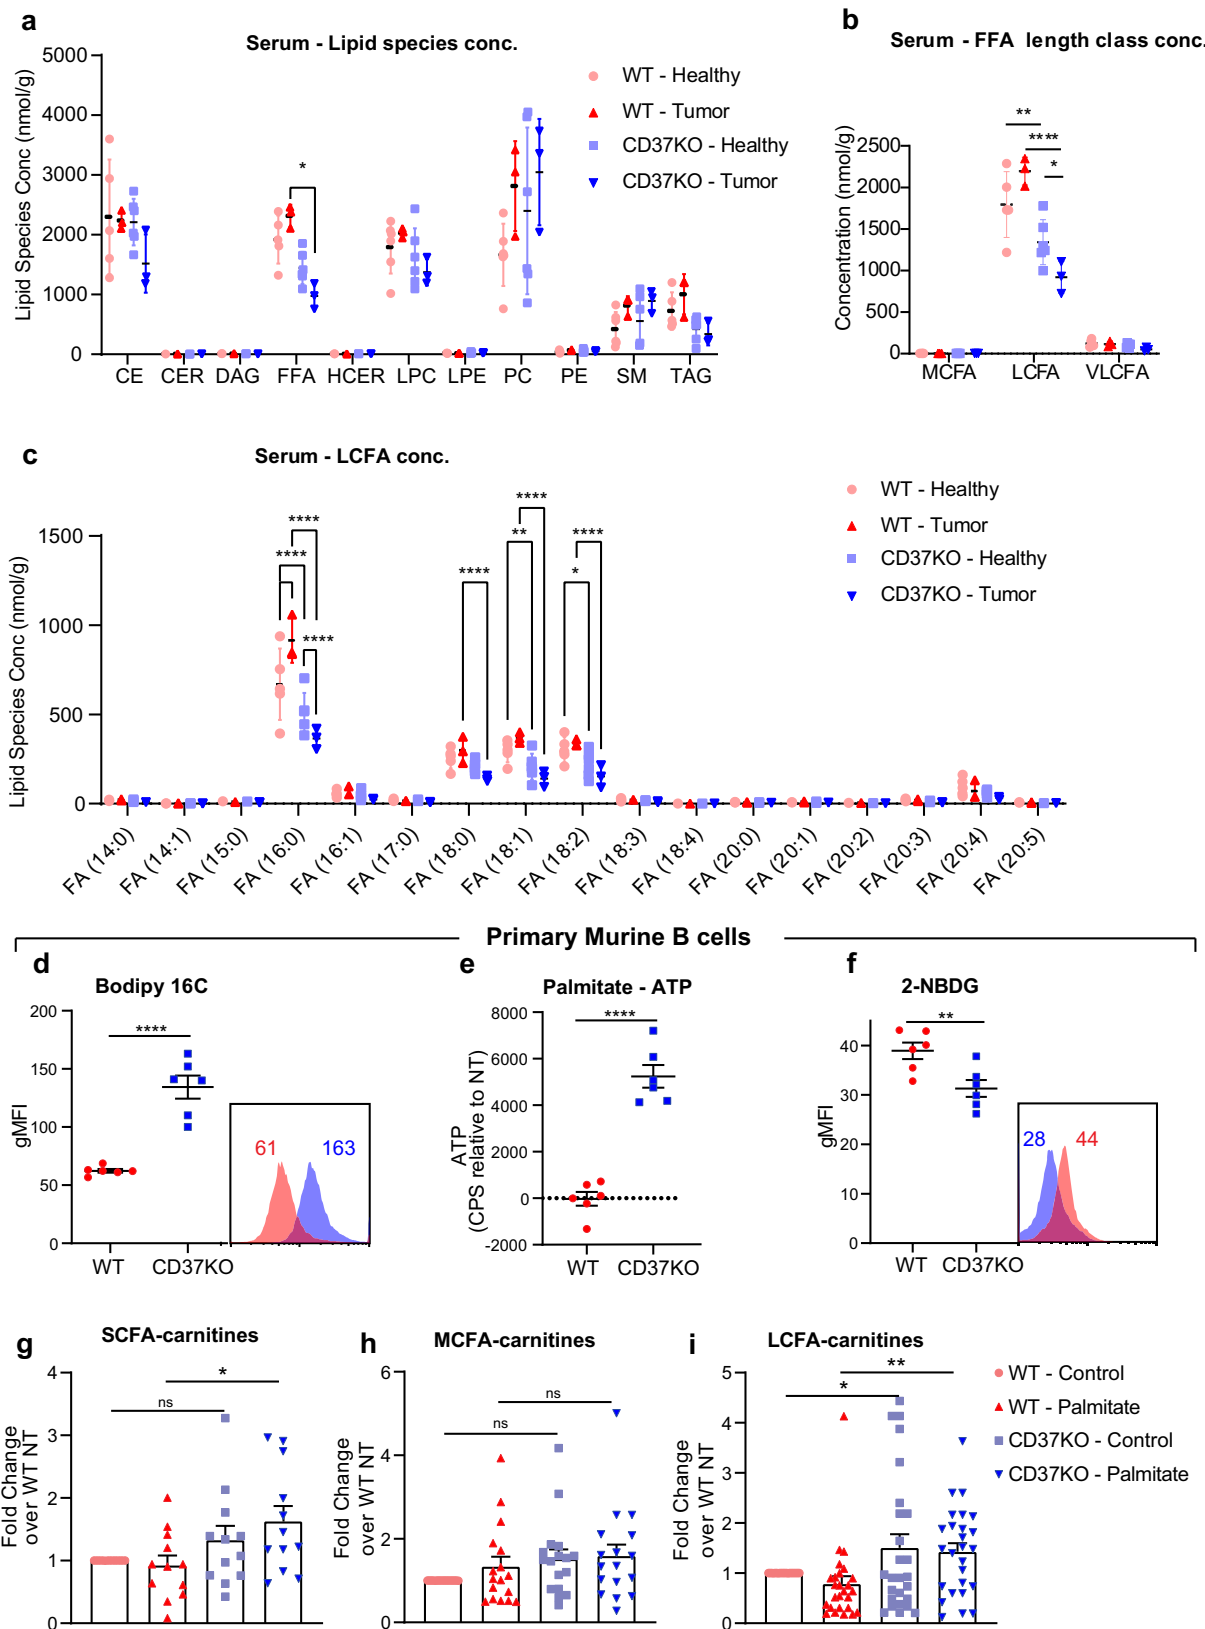 a
Serum - Lipid species conc.
Lipid Species Conc (nmol/g)
5000
4000
3000
2000
1000
0
CE CER DAG FFA HCER LPC LPE PC PE SM TAG
*
WT - Healthy
WT - Tumor
CD37KO - Healthy
CD37KO - Tumor
b
Serum - FFA length class conc.
Concentration (nmol/g)
2500
2000
1500
1000
500
0
**
****
*
MCFA LCFA VLCFA
c
Serum - LCFA conc.
Lipid Species Conc (nmol/g)
1500
1000
500
0
****
****
****
****
****
**
****
*
FA (14:0) FA (14:1) FA (15:0) FA (16:0) FA (16:1) FA (17:0) FA (18:0) FA (18:1) FA (18:2) FA (18:3) FA (18:4) FA (20:0) FA (20:1) FA (20:2) FA (20:3) FA (20:4) FA (20:5)
WT - Healthy
WT - Tumor
CD37KO - Healthy
CD37KO - Tumor
Primary Murine B cells
d
Bodipy 16C
gMFI
200
150
100
50
0
****
61 163
WT CD37KO
e
Palmitate - ATP
ATP
(CPS relative to NT)
8000
6000
4000
2000
0
-2000
****
WT CD37KO
f
2-NBDG
gMFI
40
30
20
10
0
**
28 44
WT CD37KO
g
SCFA-carnitines
Fold Change
over WT NT
4
3
2
1
0
*
ns
h
MCFA-carnitines
Fold Change
over WT NT
6
4
2
0
ns
ns
i
LCFA-carnitines
Fold Change
over WT NT
5
4
3
2
1
0
**
*
WT - Control
WT - Palmitate
CD37KO - Control
CD37KO - Palmitate